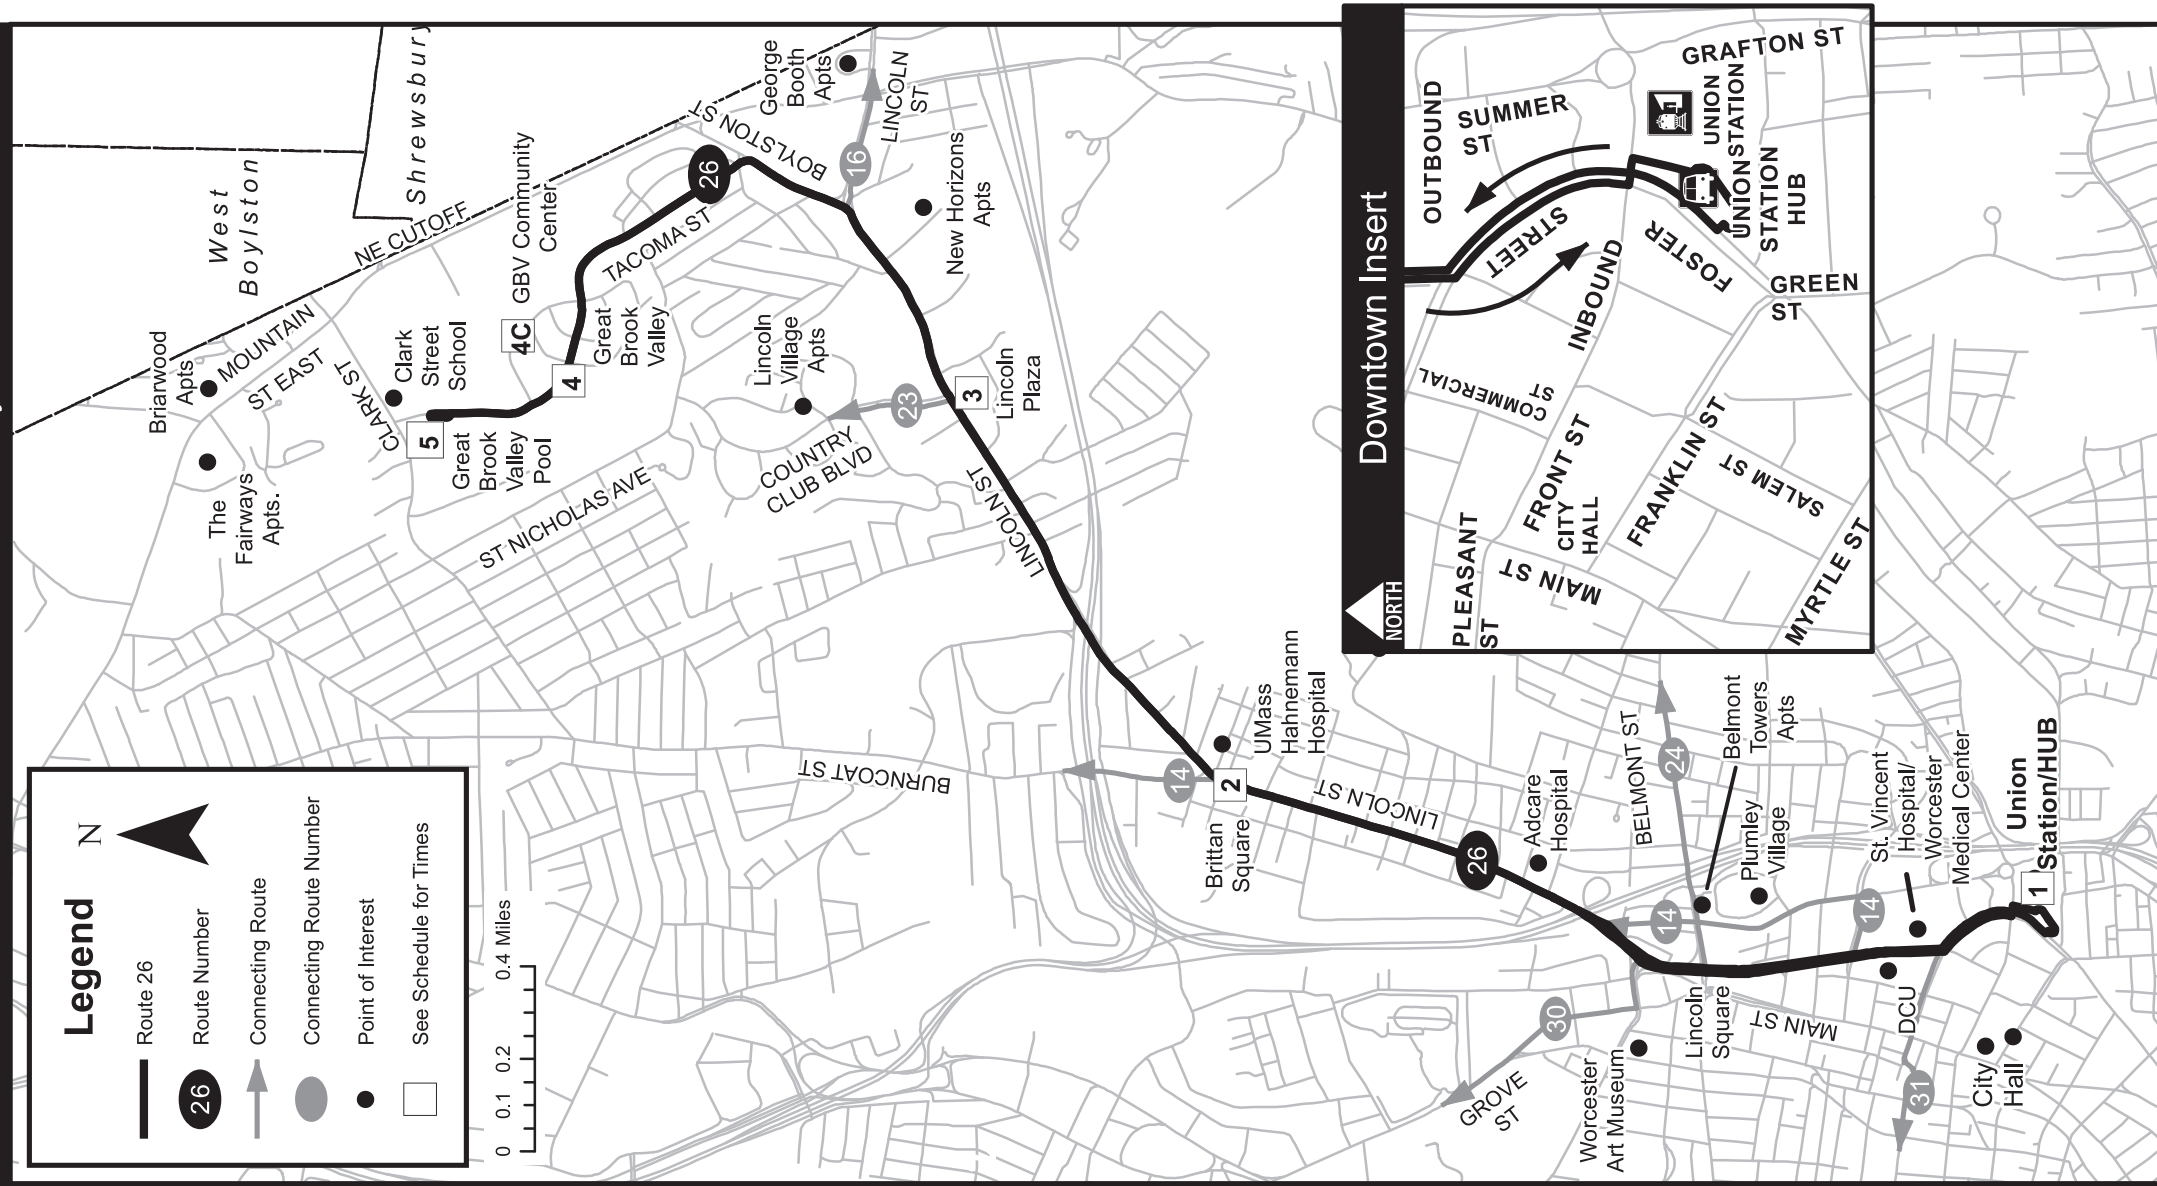 Legend
Route 26
26
Route Number
Connecting Route
Connecting Route Number
Point of Interest
See Schedule for Times
N
0
0.1
0.2
0.4 Miles
West
Boylston
Shrewsbury
NE CUTOFF
Briarwood
Apts
MOUNTAIN
ST EAST
The
Fairways
Apts.
CLARK ST
Clark
Street
School
5
Great
Brook
Valley
Pool
4C
GBV Community
Center
4
Great
Brook
Valley
TACOMA ST
26
BOYLSTON ST
George
Booth
Apts
LINCOLN
ST
16
New Horizons
Apts
ST NICHOLAS AVE
Lincoln
Village
Apts
COUNTRY
CLUB BLVD
23
3
Lincoln
Plaza
LINCOLN ST
BURNCOAT ST
14
2
Brittan
Square
UMass
Hahnemann
Hospital
LINCOLN ST
26
Adcare
Hospital
BELMONT ST
24
Belmont
Towers
Apts
Plumley
Village
14
14
St. Vincent
Hospital/
Worcester
Medical Center
Union
Station/HUB
1
GROVE
ST
30
Worcester
Art Museum
Lincoln
Square
MAIN ST
DCU
31
City
Hall
Downtown Insert
NORTH
OUTBOUND
SUMMER
ST
GRAFTON ST
UNION
STATION
UNION
STATION
HUB
STREET
INBOUND
FOSTER
GREEN
ST
COMMERCIAL
ST
FRONT ST
CITY
HALL
FRANKLIN ST
SALEM ST
PLEASANT
ST
MAIN ST
MYRTLE ST